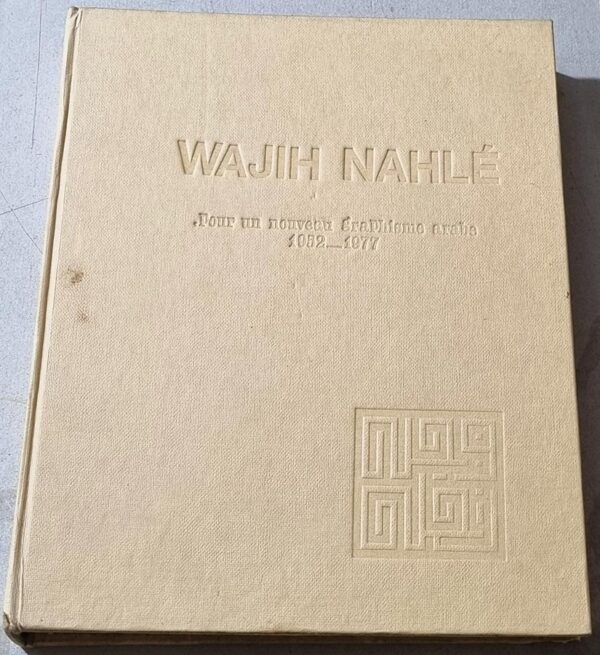 WAJIH NAHLÉ
.Pour un nouveau GraPhisme arabe
1952—1977